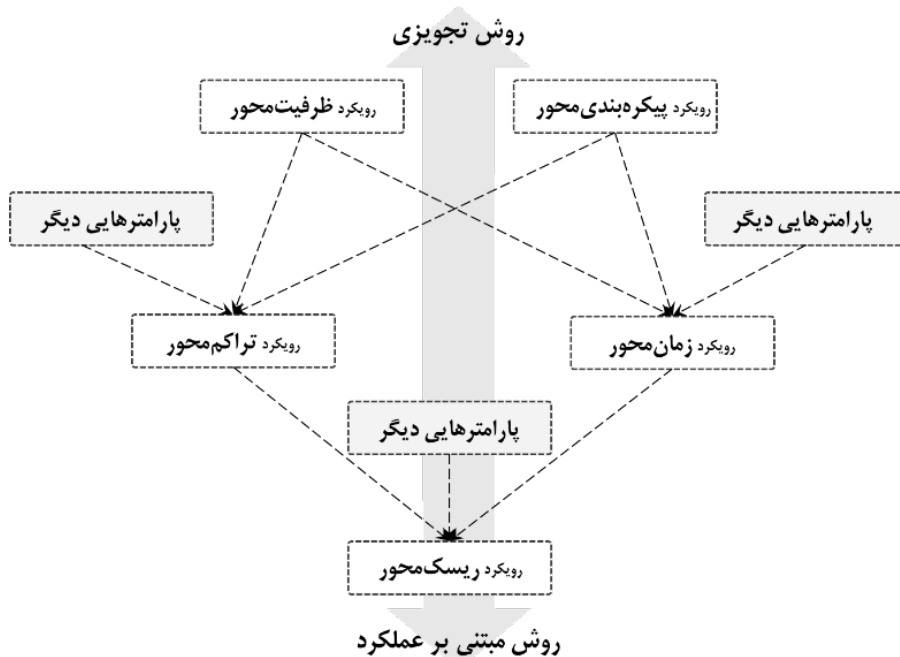 روش تجویزی
رویکرد پیکره‌بندی‌محور
رویکرد ظرفیت‌محور
پارامترهایی دیگر
پارامترهایی دیگر
رویکرد زمان‌محور
رویکرد تراکم‌محور
پارامترهایی دیگر
رویکرد ریسک‌محور
روش مبتنی بر عملکرد